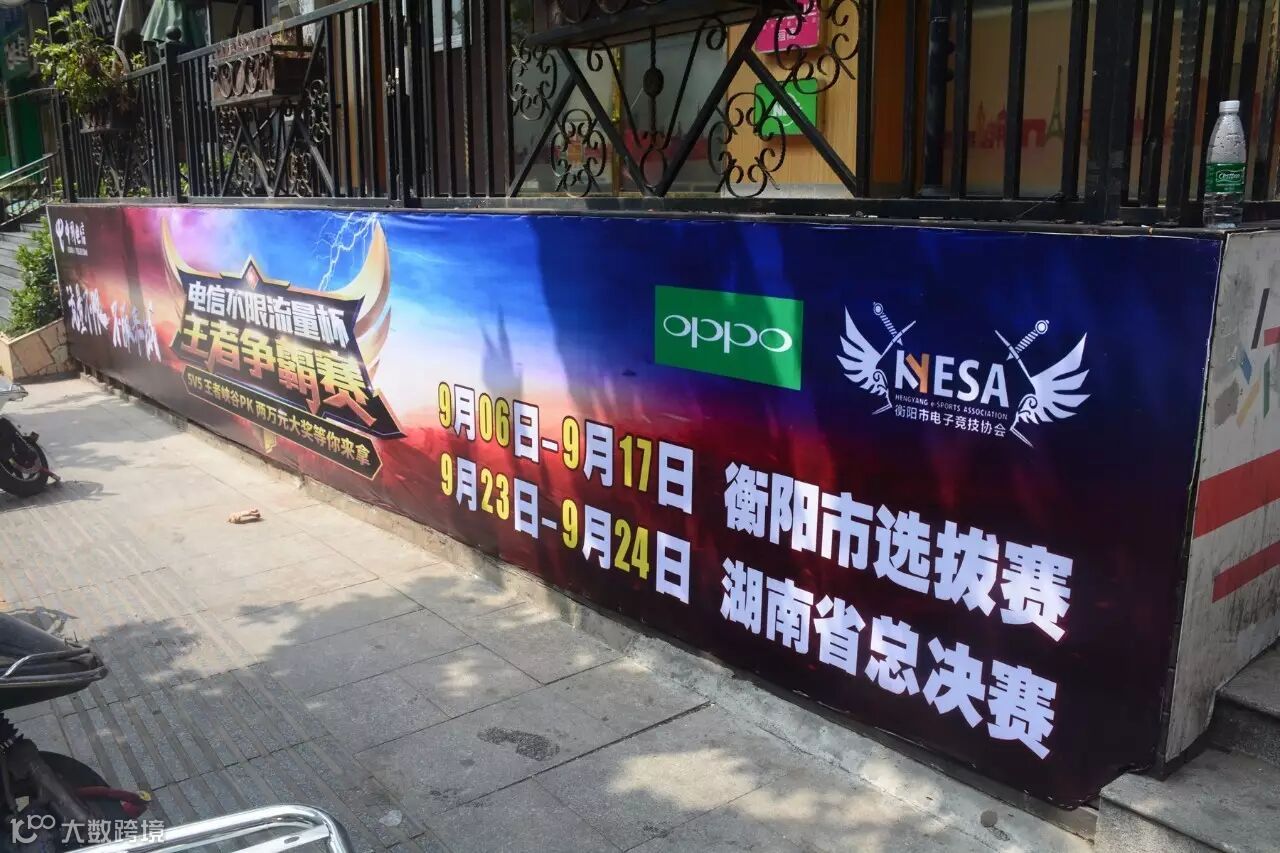 中国电信
电信不限流量杯
王者争霸赛
5V5 王者峡谷PK 两万元大奖等你来拿
oppo
HYESA
HENGYANG e-SPORTS ASSOCIATION
衡阳市电子竞技协会
9月06日-9月17日 衡阳市选拔赛
9月23日-9月24日 湖南省总决赛
大数跨境